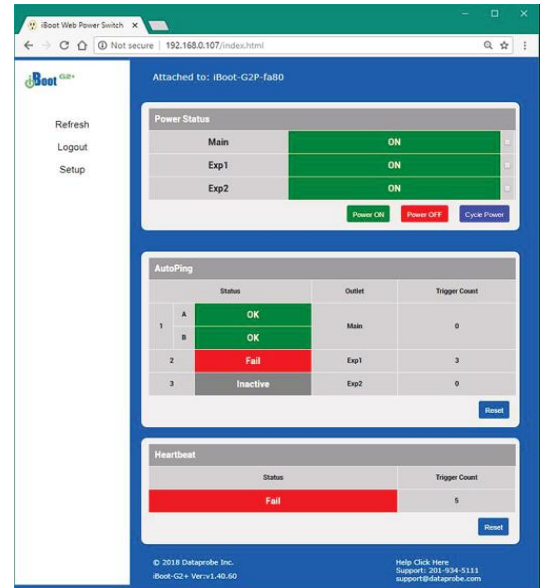 iBoot Web Power Switch
Not secure | 192.168.0.107/index.html
iBoot G2+
Attached to: iBoot-G2P-fa80
Refresh
Logout
Setup
Power Status
Main ON
Exp1 ON
Exp2 ON
Power ON Power OFF Cycle Power
AutoPing
Status Outlet Trigger Count
1 A OK Main 0
B OK
2 Fail Exp1 3
3 Inactive Exp2 0
Reset
Heartbeat
Status Trigger Count
Fail 5
Reset
© 2018 Dataprobe Inc.
iBoot-G2+ Ver:v1.40.60
Help Click Here
Support: 201-934-5111
support@dataprobe.com